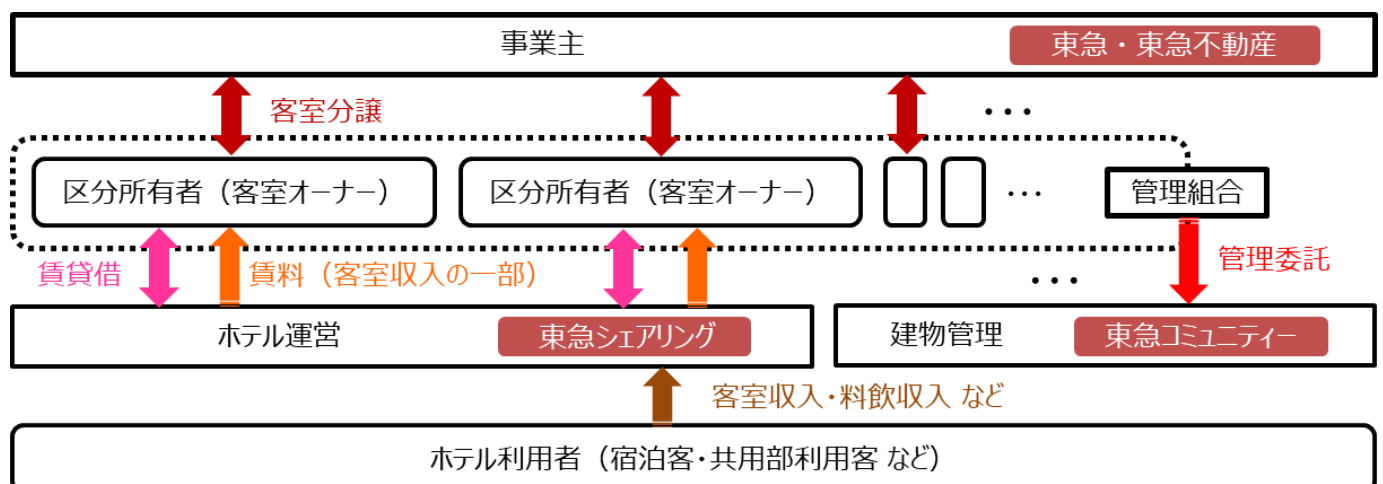 事業主
東急・東急不動産
客室分譲
・・・
区分所有者（客室オーナー）
区分所有者（客室オーナー）
・・・
管理組合
賃貸借
賃料（客室収入の一部）
・・・
管理委託
ホテル運営
東急シェアリング
建物管理
東急コミュニティー
客室収入・料飲収入 など
ホテル利用者（宿泊客・共用部利用客 など）